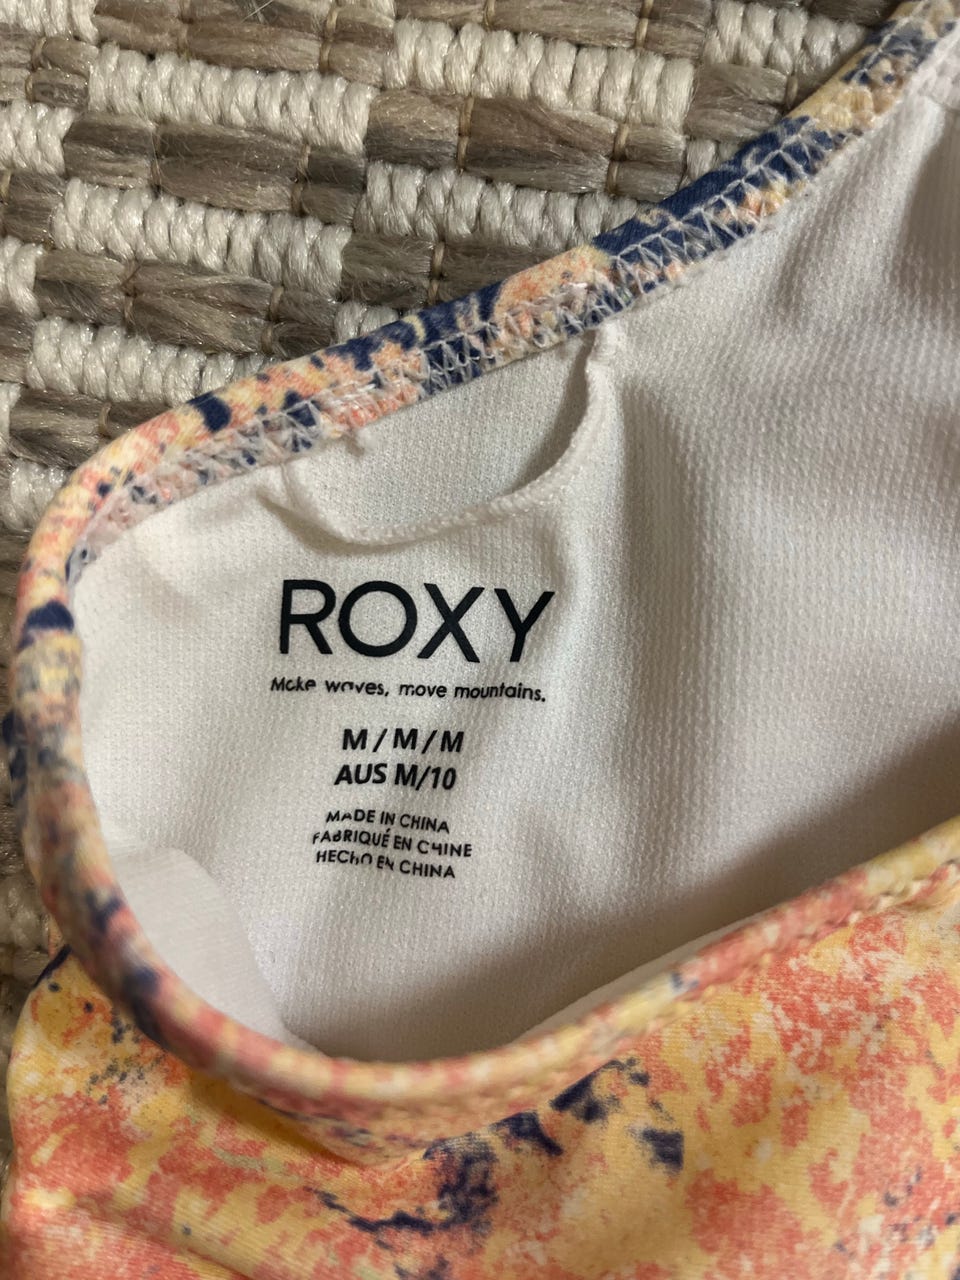 ROXY
Make waves, move mountains.
M / M / M
AUS M/10
MADE IN CHINA
FABRIQUÉ EN CHINE
HECHO EN CHINA